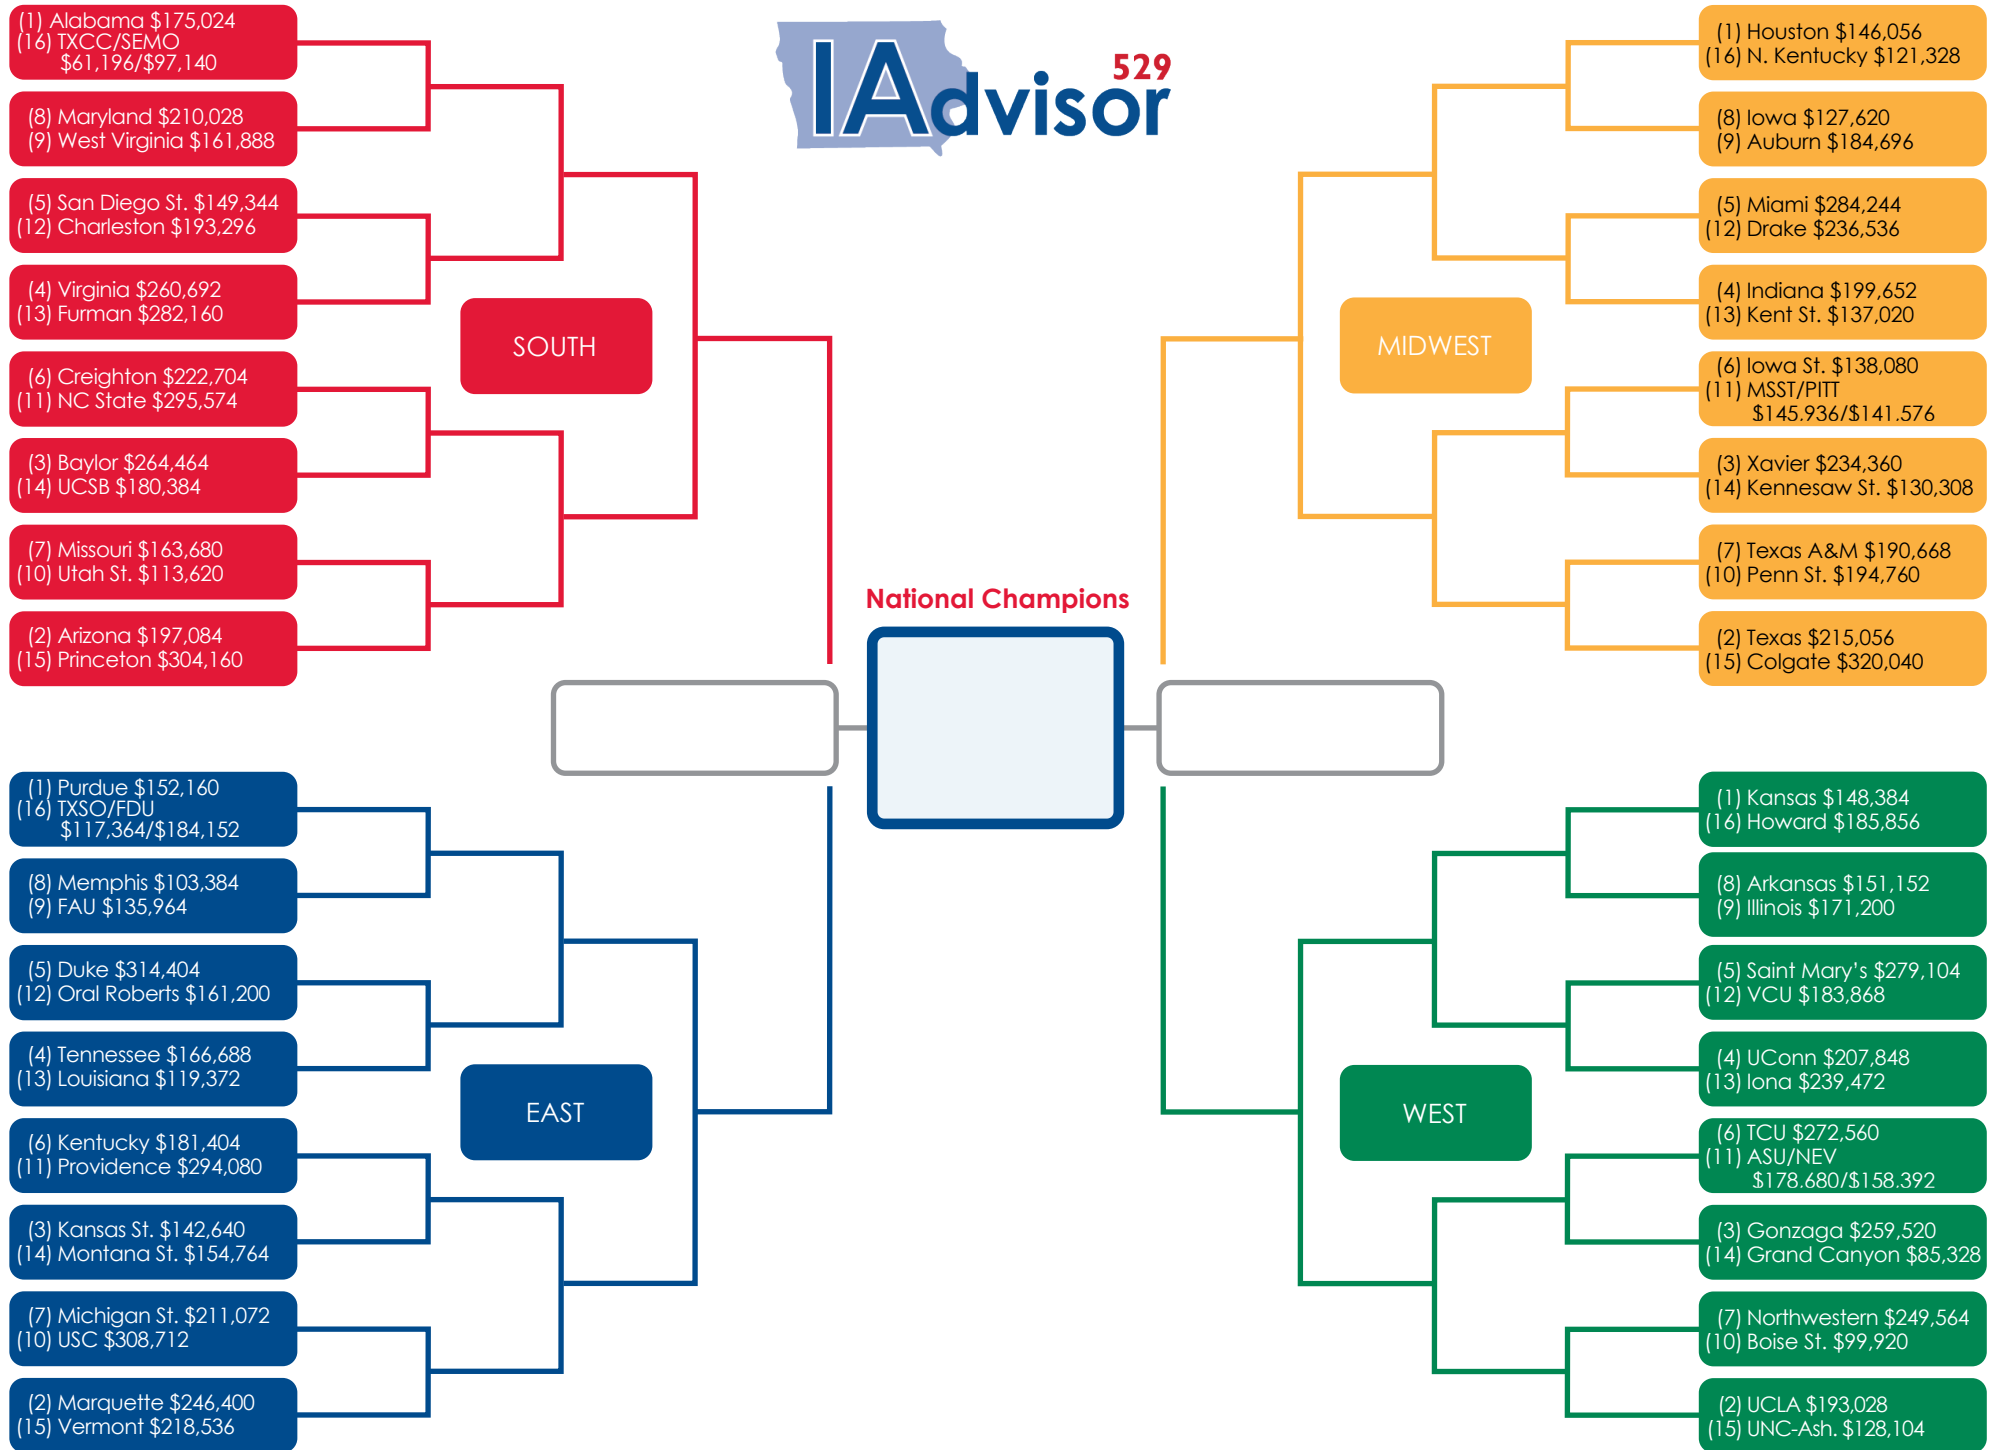 (1) Alabama $175,024
(16) TXCC/SEMO
$61,196/$97,140
(8) Maryland $210,028
(9) West Virginia $161,888
(5) San Diego St. $149,344
(12) Charleston $193,296
(4) Virginia $260,692
(13) Furman $282,160
(6) Creighton $222,704
(11) NC State $295,574
(3) Baylor $264,464
(14) UCSB $180,384
(7) Missouri $163,680
(10) Utah St. $113,620
(2) Arizona $197,084
(15) Princeton $304,160
SOUTH
IAdvisor 529
(1) Houston $146,056
(16) N. Kentucky $121,328
(8) Iowa $127,620
(9) Auburn $184,696
(5) Miami $284,244
(12) Drake $236,536
(4) Indiana $199,652
(13) Kent St. $137,020
(6) Iowa St. $138,080
(11) MSST/PITT
$145,936/$141,576
(3) Xavier $234,360
(14) Kennesaw St. $130,308
(7) Texas A&M $190,668
(10) Penn St. $194,760
(2) Texas $215,056
(15) Colgate $320,040
MIDWEST
National Champions
(1) Purdue $152,160
(16) TXSO/FDU
$117,364/$184,152
(8) Memphis $103,384
(9) FAU $135,964
(5) Duke $314,404
(12) Oral Roberts $161,200
(4) Tennessee $166,688
(13) Louisiana $119,372
(6) Kentucky $181,404
(11) Providence $294,080
(3) Kansas St. $142,640
(14) Montana St. $154,764
(7) Michigan St. $211,072
(10) USC $308,712
(2) Marquette $246,400
(15) Vermont $218,536
EAST
(1) Kansas $148,384
(16) Howard $185,856
(8) Arkansas $151,152
(9) Illinois $171,200
(5) Saint Mary's $279,104
(12) VCU $183,868
(4) UConn $207,848
(13) Iona $239,472
(6) TCU $272,560
(11) ASU/NEV
$178,680/$158,392
(3) Gonzaga $259,520
(14) Grand Canyon $85,328
(7) Northwestern $249,564
(10) Boise St. $99,920
(2) UCLA $193,028
(15) UNC-Ash. $128,104
WEST